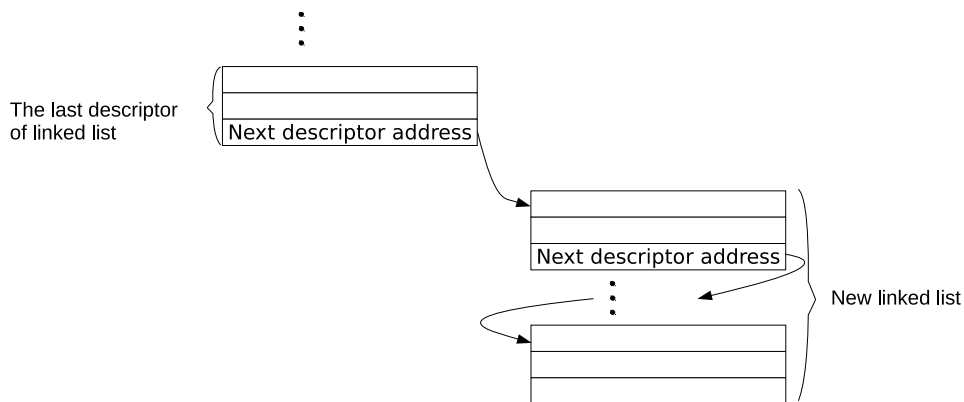 The last descriptor
of linked list
Next descriptor address
Next descriptor address
New linked list